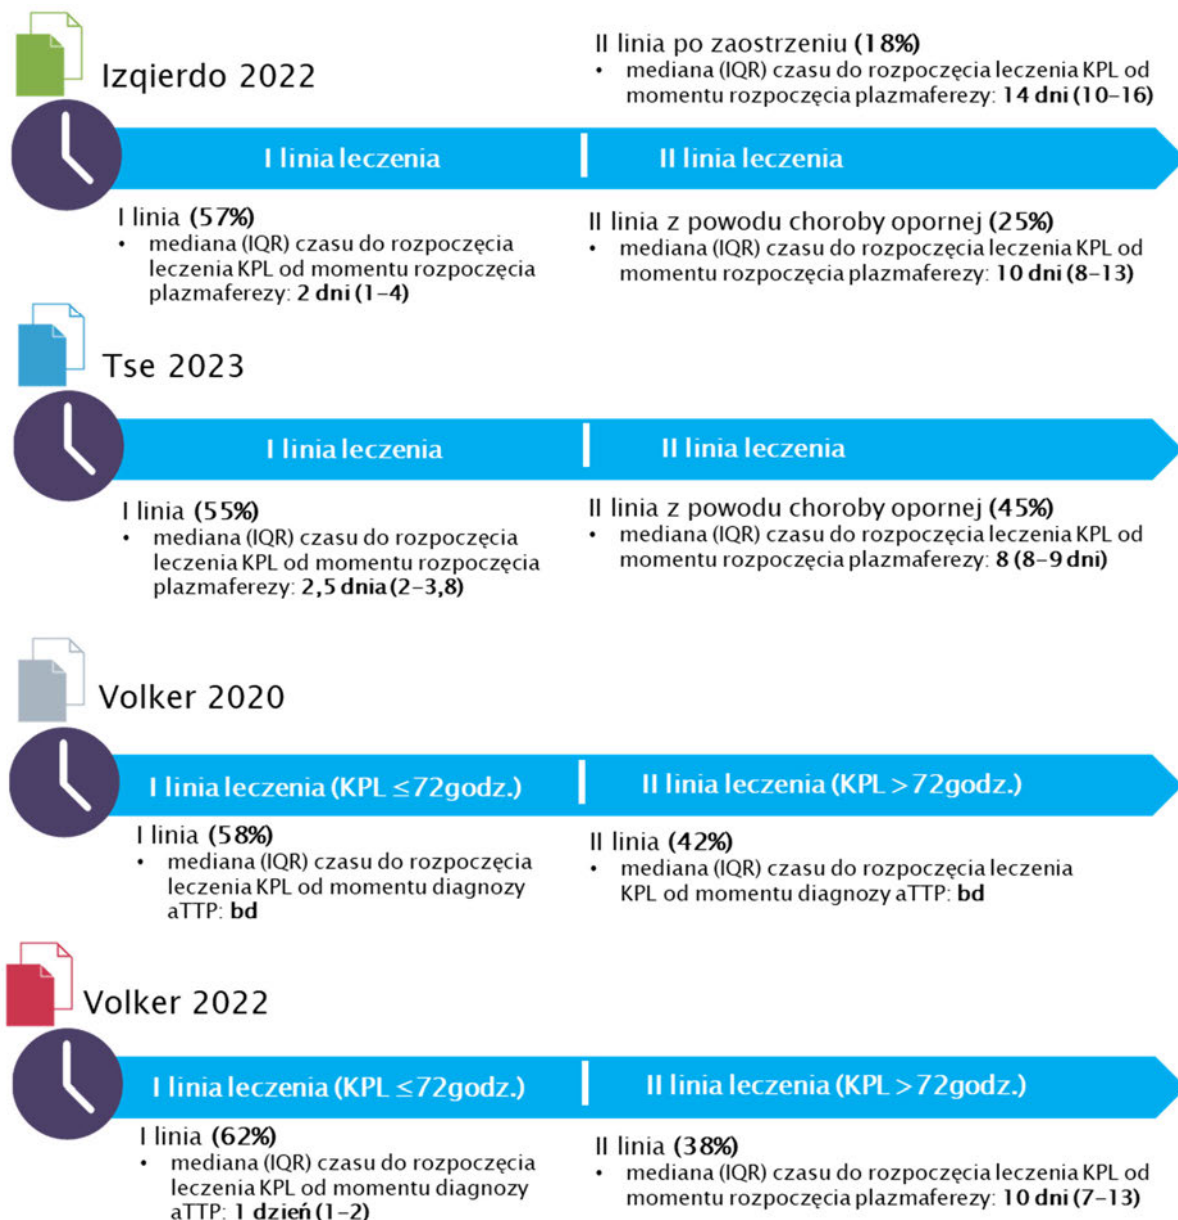 Izqierdo 2022
II linia po zaostrzeniu (18%)
• mediana (IQR) czasu do rozpoczęcia leczenia KPL od
momentu rozpoczęcia plazmaferezy: 14 dni (10–16)
I linia leczenia
II linia leczenia
I linia (57%)
• mediana (IQR) czasu do rozpoczęcia
leczenia KPL od momentu rozpoczęcia
plazmaferezy: 2 dni (1–4)
II linia z powodu choroby opornej (25%)
• mediana (IQR) czasu do rozpoczęcia leczenia KPL od
momentu rozpoczęcia plazmaferezy: 10 dni (8–13)
Tse 2023
I linia leczenia
II linia leczenia
I linia (55%)
• mediana (IQR) czasu do rozpoczęcia
leczenia KPL od momentu rozpoczęcia
plazmaferezy: 2,5 dnia (2–3,8)
II linia z powodu choroby opornej (45%)
• mediana (IQR) czasu do rozpoczęcia leczenia KPL od
momentu rozpoczęcia plazmaferezy: 8 (8–9 dni)
Volker 2020
I linia leczenia (KPL ≤72godz.)
II linia leczenia (KPL >72godz.)
I linia (58%)
• mediana (IQR) czasu do rozpoczęcia
leczenia KPL od momentu diagnozy
aTTP: bd
II linia (42%)
• mediana (IQR) czasu do rozpoczęcia leczenia
KPL od momentu diagnozy aTTP: bd
Volker 2022
I linia leczenia (KPL ≤72godz.)
II linia leczenia (KPL >72godz.)
I linia (62%)
• mediana (IQR) czasu do rozpoczęcia
leczenia KPL od momentu diagnozy
aTTP: 1 dzień (1–2)
II linia (38%)
• mediana (IQR) czasu do rozpoczęcia leczenia KPL od
momentu rozpoczęcia plazmaferezy: 10 dni (7–13)